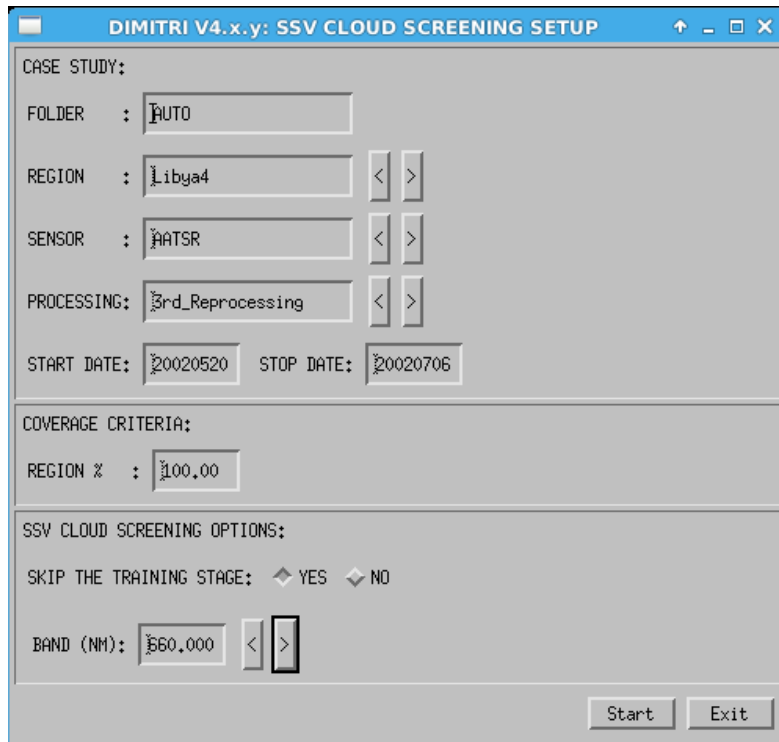 DIMITRI V4.x.y: SSV CLOUD SCREENING SETUP
CASE STUDY:
FOLDER : AUTO
REGION : Libya4 < >
SENSOR : AATSR < >
PROCESSING: 3rd_Reprocessing < >
START DATE: 20020520 STOP DATE: 20020706
COVERAGE CRITERIA:
REGION % : 100.00
SSV CLOUD SCREENING OPTIONS:
SKIP THE TRAINING STAGE: YES NO
BAND (NM): 660.000 < >
Start Exit